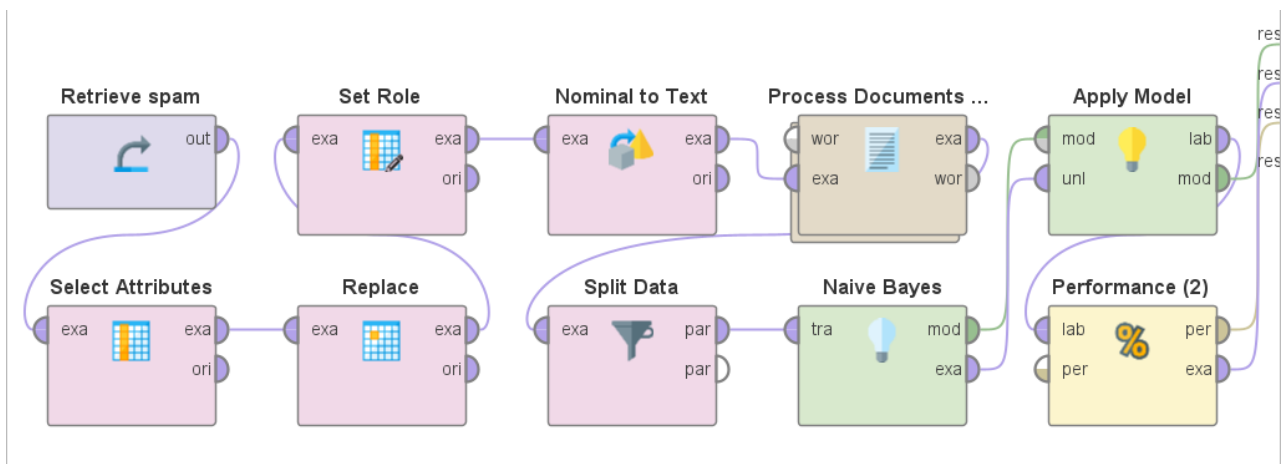 res
res
Retrieve spam
Set Role
Nominal to Text
Process Documents ...
Apply Model
res
out
exa
exa
exa
exa
wor
exa
mod
lab
res
ori
ori
exa
wor
unl
mod
Select Attributes
Replace
Split Data
Naive Bayes
Performance (2)
exa
exa
exa
exa
exa
par
tra
mod
lab
per
%
ori
ori
par
exa
per
exa